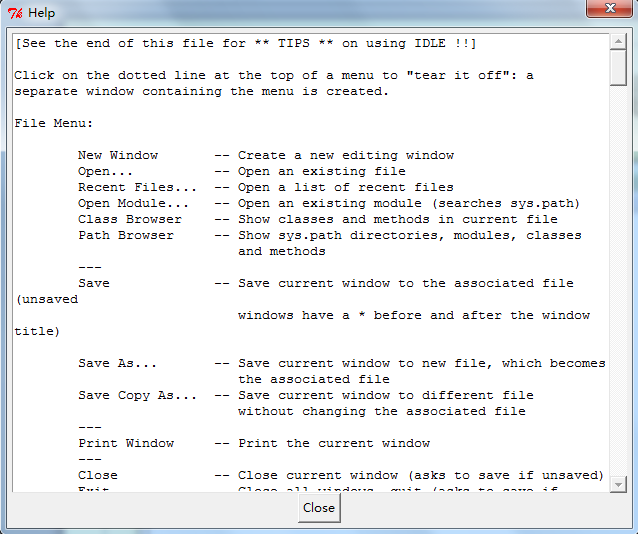 Help
[See the end of this file for ** TIPS ** on using IDLE !!]
Click on the dotted line at the top of a menu to "tear it off": a
separate window containing the menu is created.
File Menu:
New Window -- Create a new editing window
Open... -- Open an existing file
Recent Files... -- Open a list of recent files
Open Module... -- Open an existing module (searches sys.path)
Class Browser -- Show classes and methods in current file
Path Browser -- Show sys.path directories, modules, classes
and methods
---
Save -- Save current window to the associated file
(unsaved
windows have a * before and after the window
title)
Save As... -- Save current window to new file, which becomes
the associated file
Save Copy As... -- Save current window to different file
without changing the associated file
---
Print Window -- Print the current window
---
Close -- Close current window (asks to save if unsaved)
Exit -- Close all windows, quit (asks to save if
Close